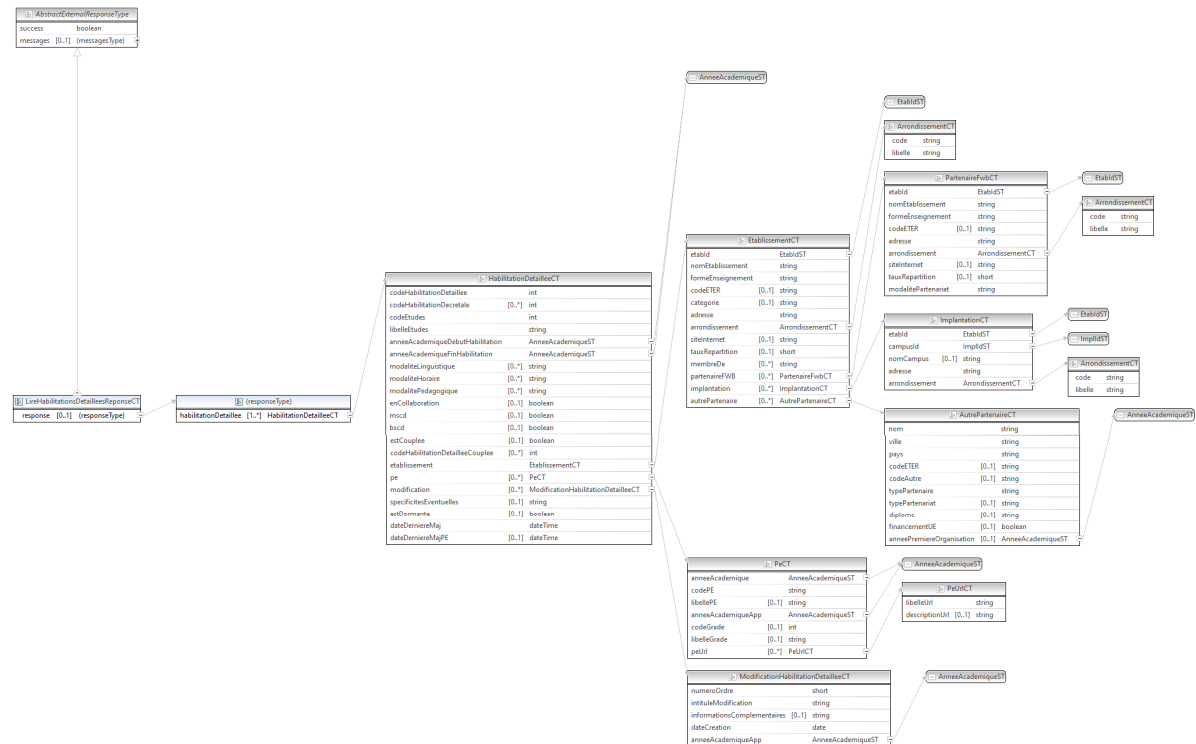 AbstractExternalResponseType
success boolean
messages [0..1] (messagesType)
LireHabilitationsDetailleesReponseCT
response [0..1] (responseType)
(responseType)
habilitationDetaillee [1..*] HabilitationDetailleeCT
HabilitationDetailleeCT
codeHabilitationDetaillee int
codeHabilitationDecretale [0..*] int
codeEtudes int
libelleEtudes string
anneeAcademiqueDebutHabilitation AnneeAcademiqueST
anneeAcademiqueFinHabilitation AnneeAcademiqueST
modaliteLinguistique [0..*] string
modaliteHoraire [0..*] string
modalitePedagogique [0..*] string
enCollaboration [0..1] boolean
mscd [0..1] boolean
bscd [0..1] boolean
estCouplee [0..1] boolean
codeHabilitationDetailleeCouplee [0..*] int
etablissement EtablissementCT
pe [0..*] PeCT
modification [0..*] ModificationHabilitationDetailleeCT
specificitesEventuelles [0..1] string
estDormante [0..1] boolean
dateDerniereMaj dateTime
dateDerniereMajPE [0..1] dateTime
AnneeAcademiqueST
EtablissementCT
etabId EtabIdST
nomEtablissement string
formeEnseignement string
codeETER [0..1] string
categorie [0..1] string
adresse string
arrondissement ArrondissementCT
siteInternet [0..1] string
tauxRepartition [0..1] short
membreDe [0..*] string
partenaireFWB [0..*] PartenaireFwbCT
implantation [0..*] ImplantationCT
autrePartenaire [0..*] AutrePartenaireCT
EtabIdST
ArrondissementCT
code string
libelle string
PartenaireFwbCT
etabId EtabIdST
nomEtablissement string
formeEnseignement string
codeETER [0..1] string
adresse string
arrondissement ArrondissementCT
siteInternet [0..1] string
tauxRepartition [0..1] short
modalitePartenariat string
EtabIdST
ArrondissementCT
code string
libelle string
ImplantationCT
etabId EtabIdST
campusId ImplIdST
nomCampus [0..1] string
adresse string
arrondissement ArrondissementCT
EtabIdST
ImplIdST
ArrondissementCT
code string
libelle string
AutrePartenaireCT
nom string
ville string
pays string
codeETER [0..1] string
codeAutre [0..1] string
typePartenaire string
typePartenariat [0..1] string
diplome [0..1] string
financementUE [0..1] boolean
anneePremiereOrganisation [0..1] AnneeAcademiqueST
AnneeAcademiqueST
PeCT
anneeAcademique AnneeAcademiqueST
codePE string
libellePE [0..1] string
anneeAcademiqueApp AnneeAcademiqueST
codeGrade [0..1] int
libelleGrade [0..1] string
peUrl [0..*] PeUrlCT
AnneeAcademiqueST
PeUrlCT
libelleUrl string
descriptionUrl [0..1] string
ModificationHabilitationDetailleeCT
numeroOrdre short
intituleModification string
informationsComplementaires [0..1] string
dateCreation date
anneeAcademiqueApp AnneeAcademiqueST
AnneeAcademiqueST